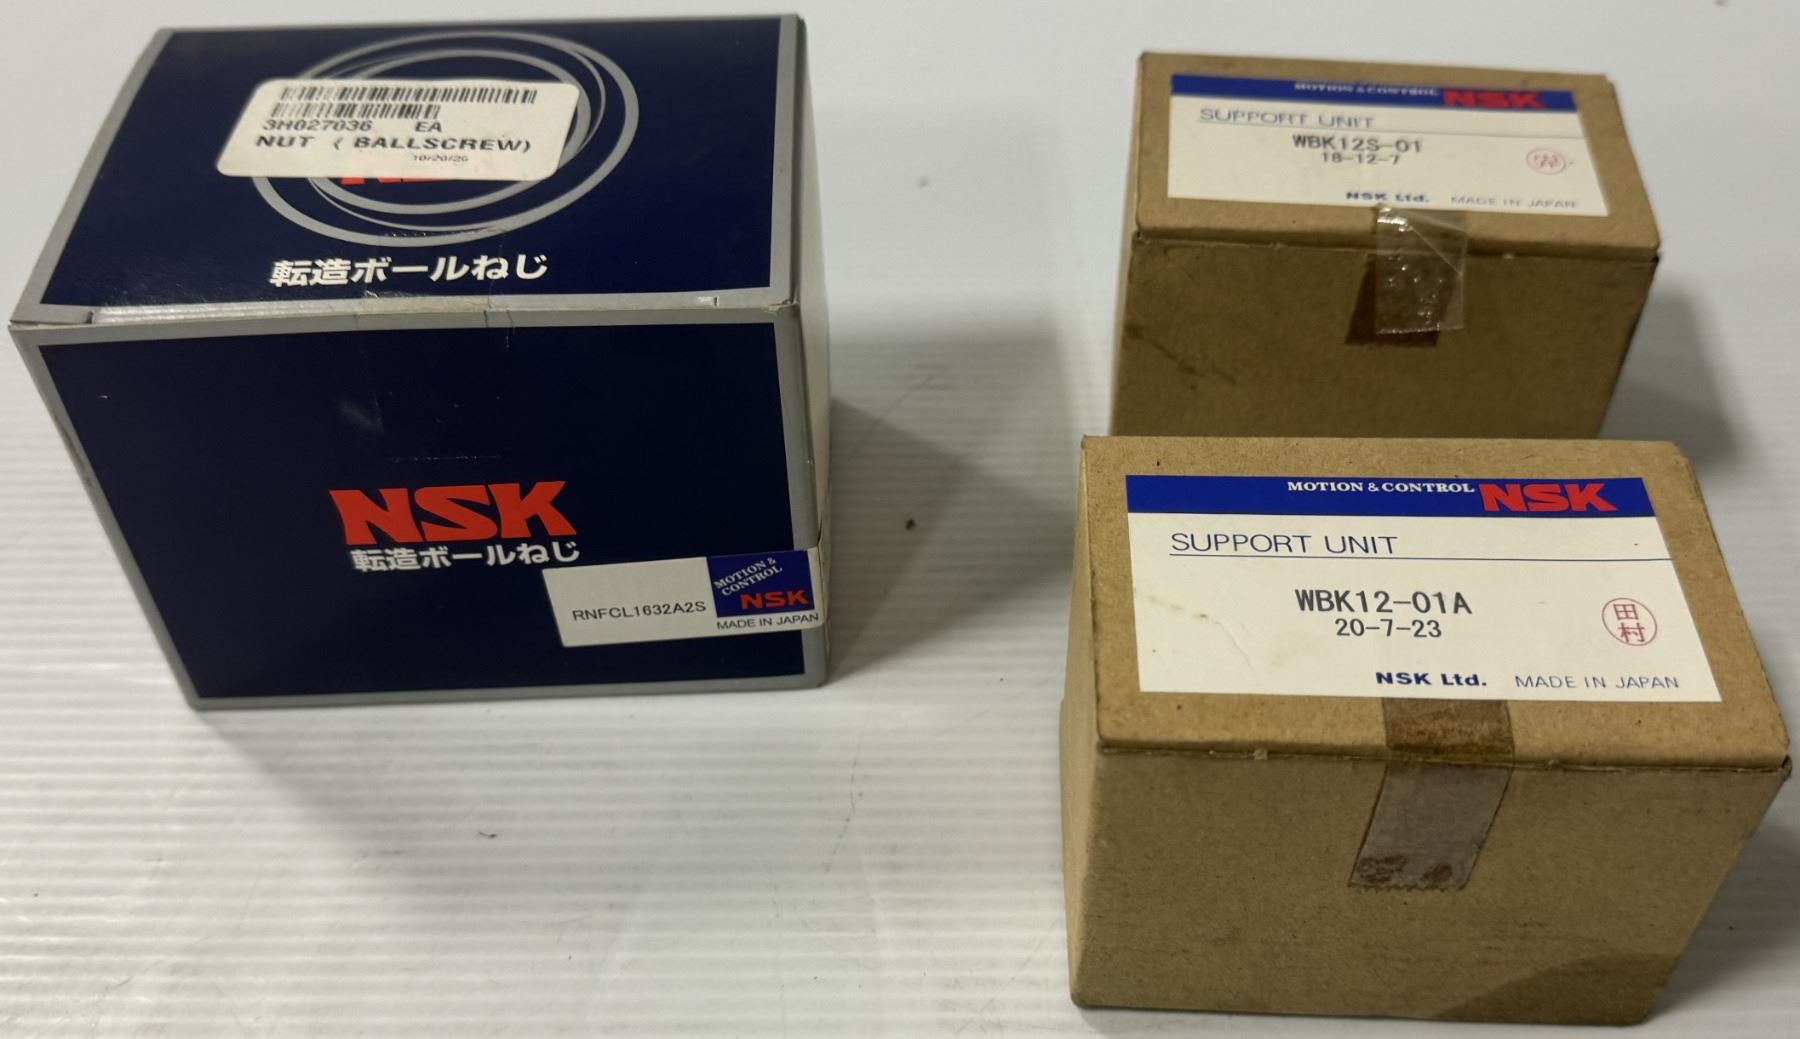 3H027036 EA
NUT ( BALLSCREW)
10/20/20
転造ボールねじ
NSK
転造ボールねじ
RNFCL1632A2S
MOTION &
CONTROL
NSK
MADE IN JAPAN
MOTION & CONTROL NSK
SUPPORT UNIT
WBK12S-01
18-12-7
NSK Ltd. MADE IN JAPAN
MOTION & CONTROL NSK
SUPPORT UNIT
WBK12-01A
20-7-23
田村
NSK Ltd. MADE IN JAPAN